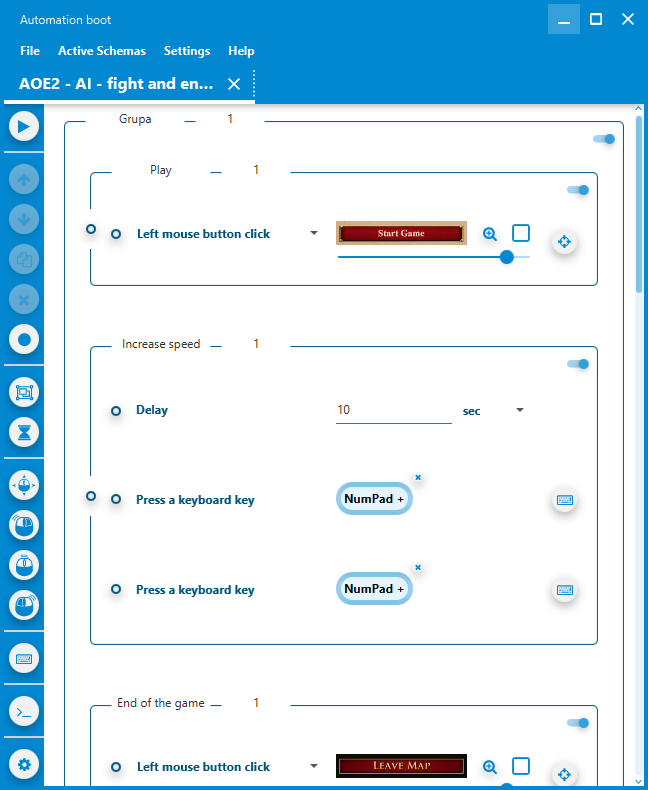 Automation boot
File Active Schemas Settings Help
AOE2 - AI - fight and en...
Grupa 1
Play 1
Left mouse button click Start Game
Increase speed 1
Delay 10 sec
Press a keyboard key NumPad +
Press a keyboard key NumPad +
End of the game 1
Left mouse button click LEAVE MAP